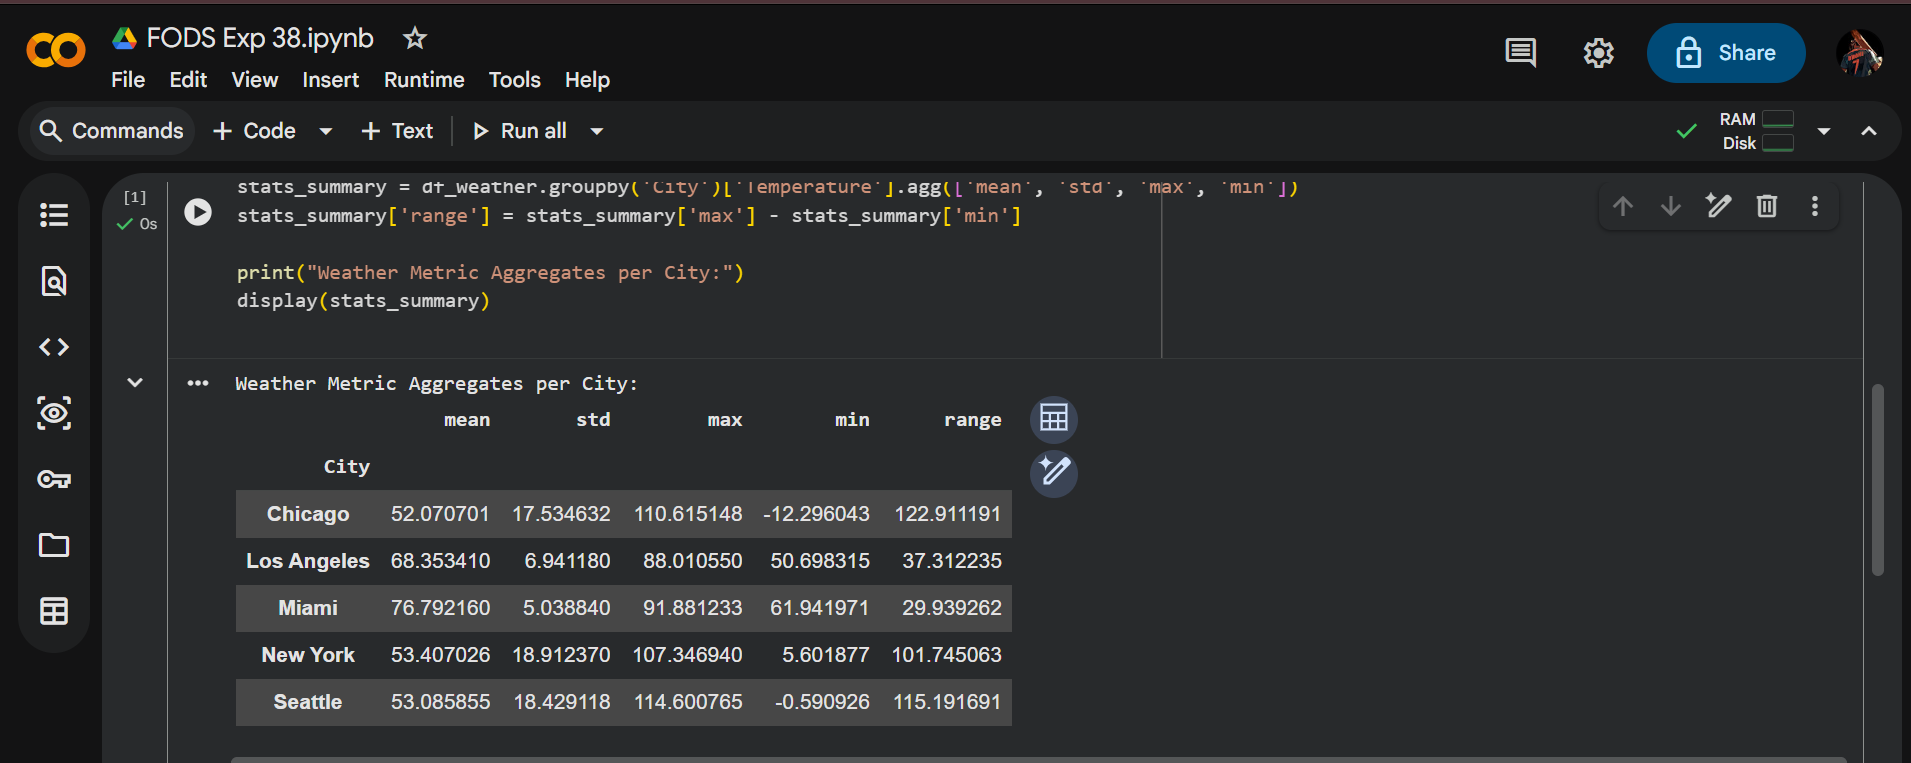 FODS Exp 38.ipynb
File Edit View Insert Runtime Tools Help
Share
Commands + Code + Text Run all
RAM
Disk
[1]
0s
stats_summary = df_weather.groupby('City')['Temperature'].agg(['mean', 'std', 'max', 'min'])
stats_summary['range'] = stats_summary['max'] - stats_summary['min']
print("Weather Metric Aggregates per City:")
display(stats_summary)
Weather Metric Aggregates per City:
mean std max min range
City
Chicago 52.070701 17.534632 110.615148 -12.296043 122.911191
Los Angeles 68.353410 6.941180 88.010550 50.698315 37.312235
Miami 76.792160 5.038840 91.881233 61.941971 29.939262
New York 53.407026 18.912370 107.346940 5.601877 101.745063
Seattle 53.085855 18.429118 114.600765 -0.590926 115.191691